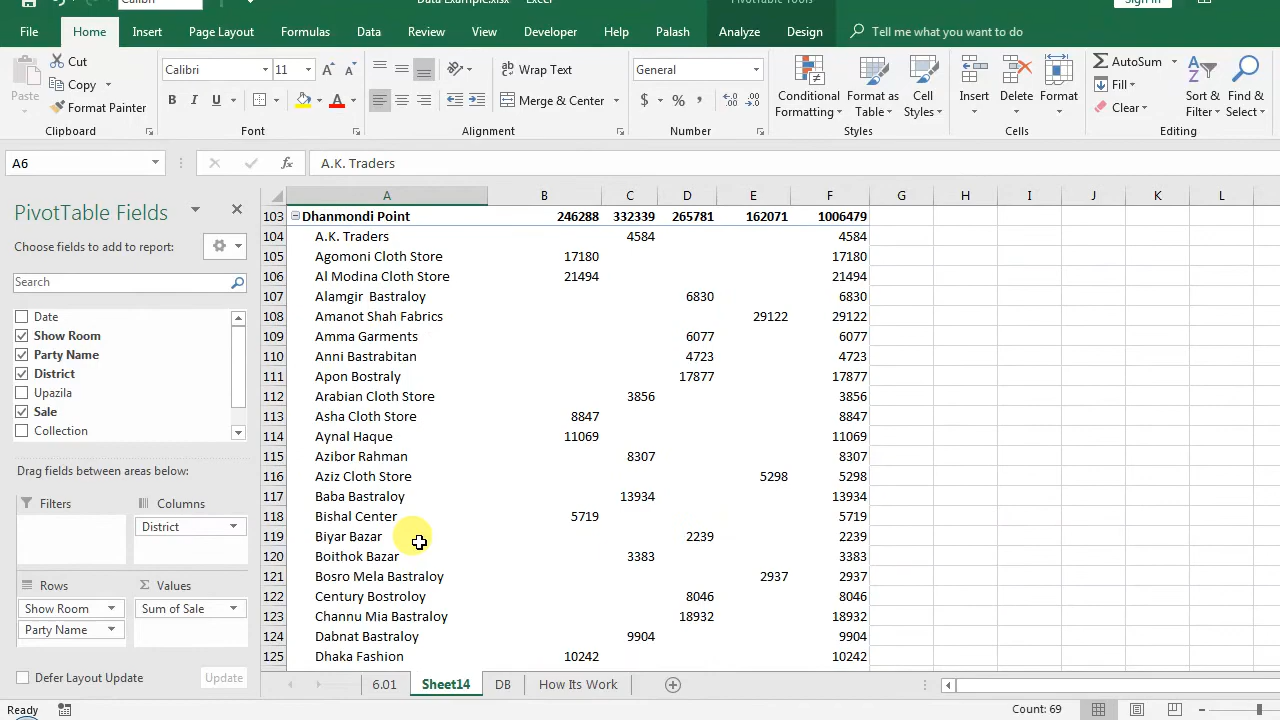 Calibri
Data Example.xlsx - Excel
PivotTable Tools
Sign in
File Home Insert Page Layout Formulas Data Review View Developer Help Palash Analyze Design Tell me what you want to do
Paste Cut Copy Format Painter
Calibri 11
B I U
Wrap Text
Merge & Center
General
$ % ,
Conditional Formatting Format as Table Cell Styles
Insert Delete Format
AutoSum Fill Clear Sort & Filter Find & Select
Clipboard Font Alignment Number Styles Cells Editing
A6 fx A.K. Traders
A B C D E F G H I J K L
PivotTable Fields
Choose fields to add to report:
Search
Date
Show Room
Party Name
District
Upazila
Sale
Collection
Drag fields between areas below:
Filters Columns
District
Rows Σ Values
Show Room Sum of Sale
Party Name
Defer Layout Update Update
103 Dhanmondi Point 246288 332339 265781 162071 1006479
104 A.K. Traders 4584 4584
105 Agomoni Cloth Store 17180 17180
106 Al Modina Cloth Store 21494 21494
107 Alamgir Bastraloy 6830 6830
108 Amanot Shah Fabrics 29122 29122
109 Amma Garments 6077 6077
110 Anni Bastrabitan 4723 4723
111 Apon Bostraly 17877 17877
112 Arabian Cloth Store 3856 3856
113 Asha Cloth Store 8847 8847
114 Aynal Haque 11069 11069
115 Azibor Rahman 8307 8307
116 Aziz Cloth Store 5298 5298
117 Baba Bastraloy 13934 13934
118 Bishal Center 5719 5719
119 Biyar Bazar 2239 2239
120 Boithok Bazar 3383 3383
121 Bosro Mela Bastraloy 2937 2937
122 Century Bostroloy 8046 8046
123 Channu Mia Bastraloy 18932 18932
124 Dabnat Bastraloy 9904 9904
125 Dhaka Fashion 10242 10242
6.01 Sheet14 DB How Its Work
Ready Count: 69